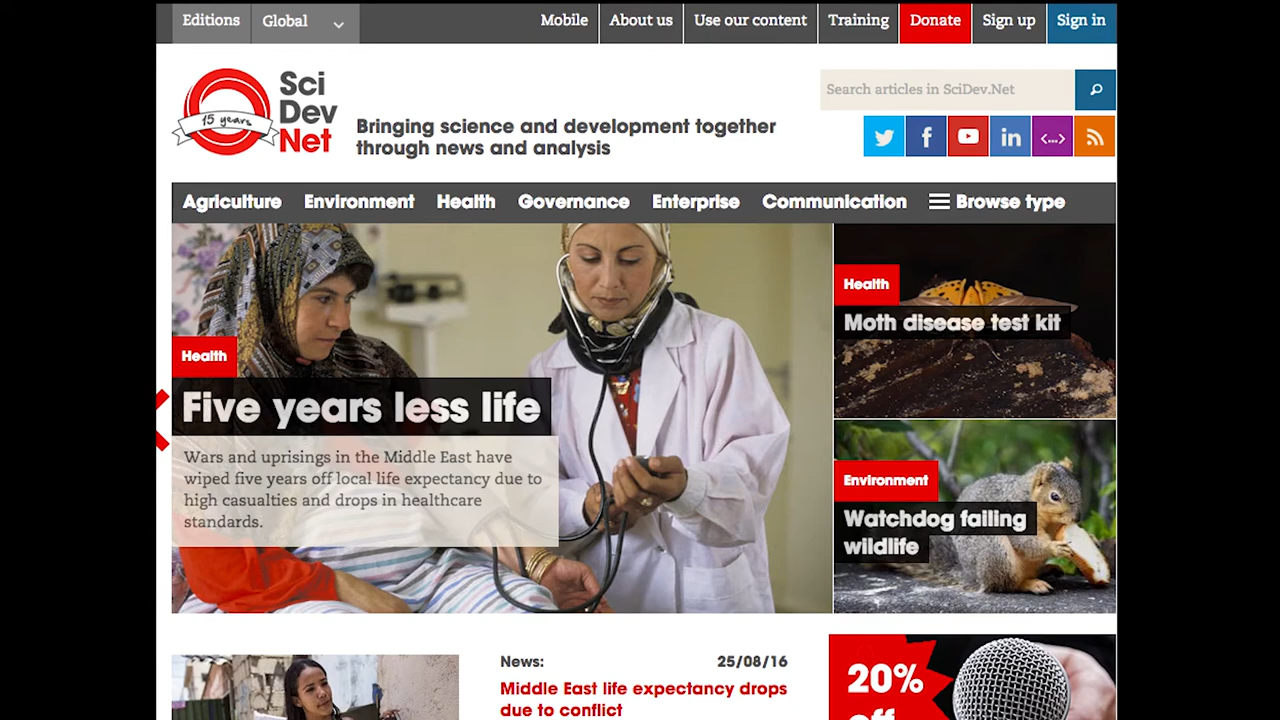 Editions Global Mobile About us Use our content Training Donate Sign up Sign in
Sci
Dev
Net
15 years
Bringing science and development together
through news and analysis
Search articles in SciDev.Net
Agriculture Environment Health Governance Enterprise Communication Browse type
Health
Five years less life
Wars and uprisings in the Middle East have
wiped five years off local life expectancy due to
high casualties and drops in healthcare
standards.
Health
Moth disease test kit
Environment
Watchdog failing
wildlife
News: 25/08/16
Middle East life expectancy drops
due to conflict
20%
off